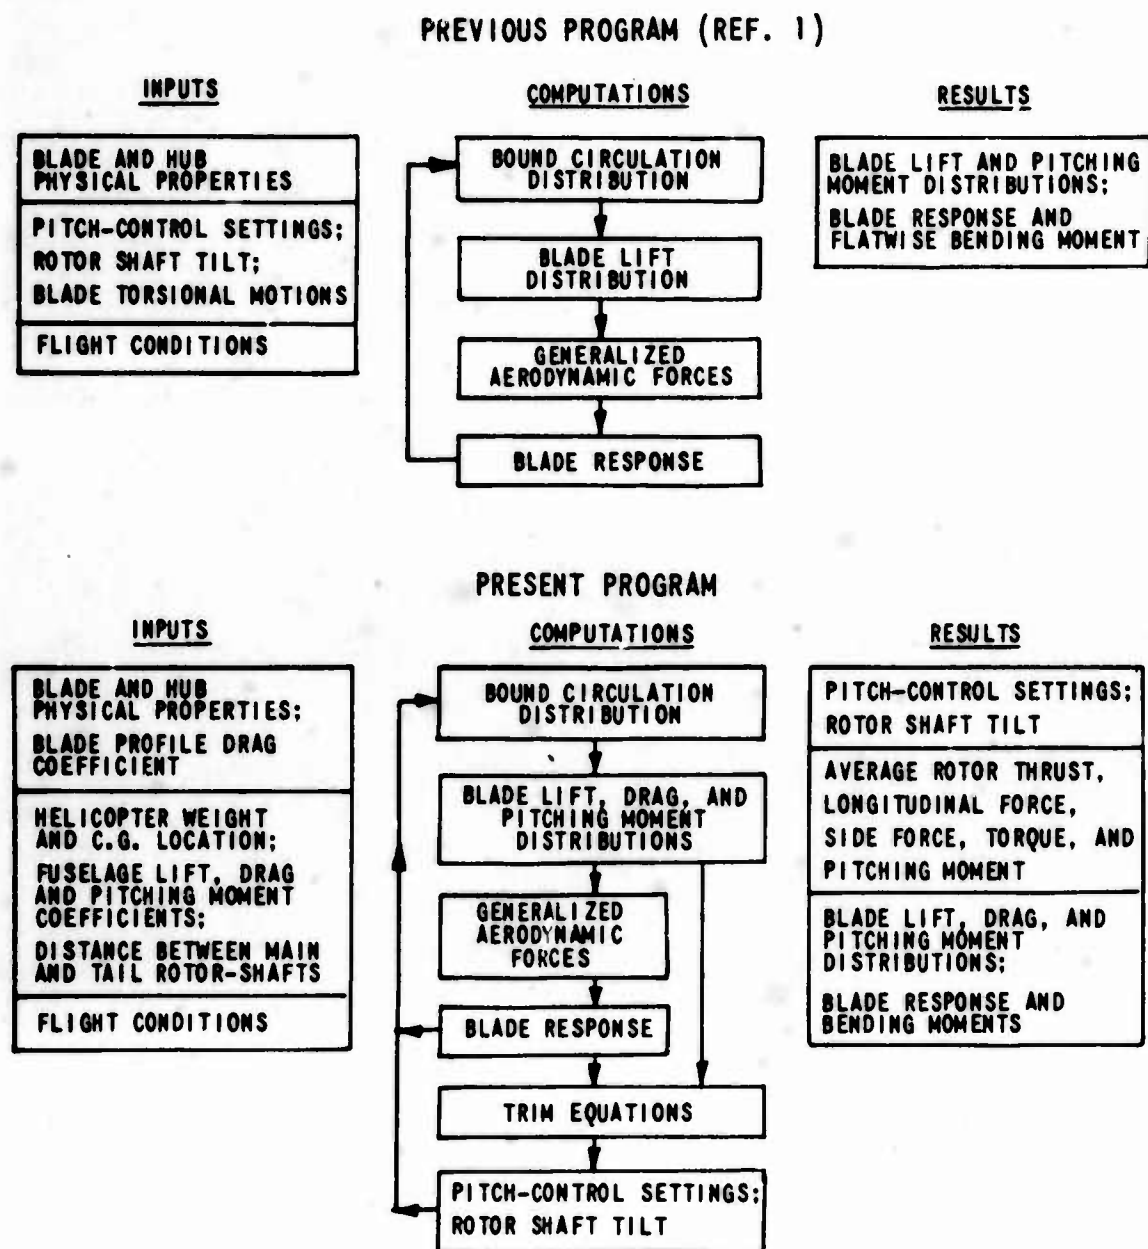 PREVIOUS PROGRAM (REF. 1)
INPUTS
BLADE AND HUB
PHYSICAL PROPERTIES
PITCH-CONTROL SETTINGS;
ROTOR SHAFT TILT;
BLADE TORSIONAL MOTIONS
FLIGHT CONDITIONS
COMPUTATIONS
BOUND CIRCULATION
DISTRIBUTION
BLADE LIFT
DISTRIBUTION
GENERALIZED
AERODYNAMIC FORCES
BLADE RESPONSE
RESULTS
BLADE LIFT AND PITCHING
MOMENT DISTRIBUTIONS;
BLADE RESPONSE AND
FLATWISE BENDING MOMENT
PRESENT PROGRAM
INPUTS
BLADE AND HUB
PHYSICAL PROPERTIES;
BLADE PROFILE DRAG
COEFFICIENT
HELICOPTER WEIGHT
AND C.G. LOCATION;
FUSELAGE LIFT, DRAG
AND PITCHING MOMENT
COEFFICIENTS;
DISTANCE BETWEEN MAIN
AND TAIL ROTOR-SHAFTS
FLIGHT CONDITIONS
COMPUTATIONS
BOUND CIRCULATION
DISTRIBUTION
BLADE LIFT, DRAG, AND
PITCHING MOMENT
DISTRIBUTIONS
GENERALIZED
AERODYNAMIC
FORCES
BLADE RESPONSE
TRIM EQUATIONS
PITCH-CONTROL SETTINGS;
ROTOR SHAFT TILT
RESULTS
PITCH-CONTROL SETTINGS;
ROTOR SHAFT TILT
AVERAGE ROTOR THRUST,
LONGITUDINAL FORCE,
SIDE FORCE, TORQUE, AND
PITCHING MOMENT
BLADE LIFT, DRAG, AND
PITCHING MOMENT
DISTRIBUTIONS;
BLADE RESPONSE AND
BENDING MOMENTS